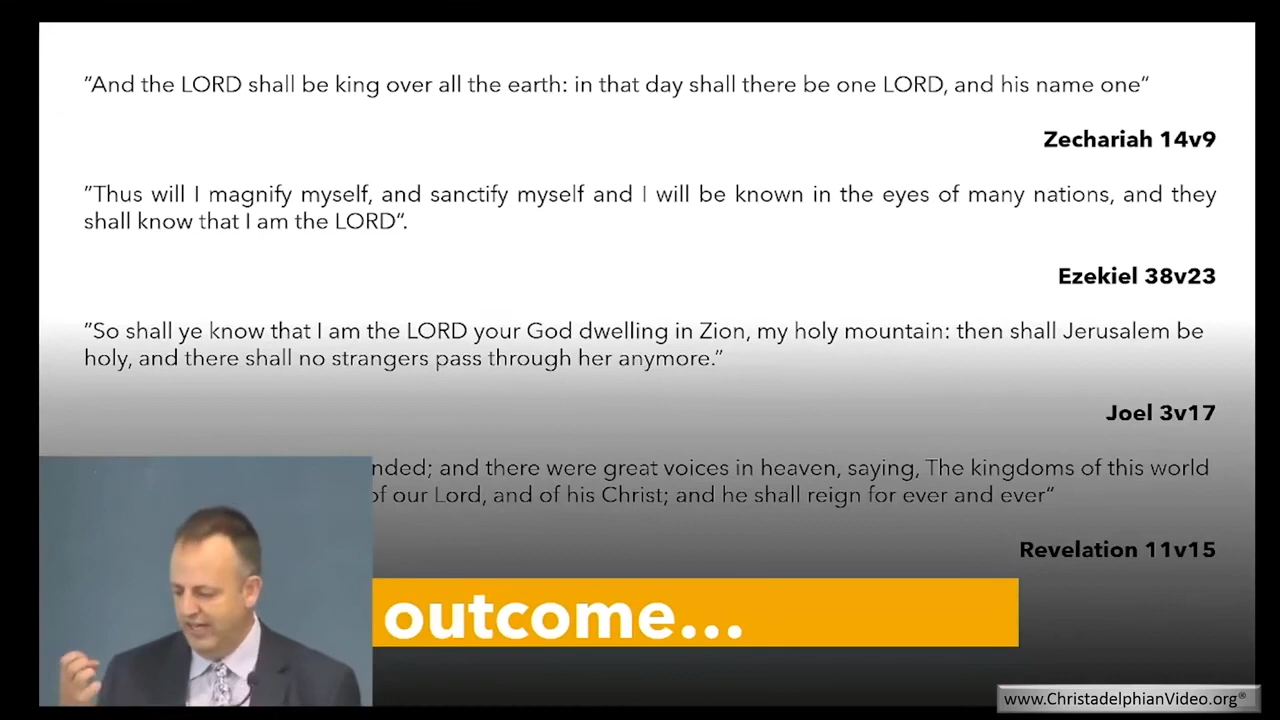 “And the LORD shall be king over all the earth: in that day shall there be one LORD, and his name one“
Zechariah 14v9
”Thus will I magnify myself, and sanctify myself and I will be known in the eyes of many nations, and they
shall know that I am the LORD“.
Ezekiel 38v23
”So shall ye know that I am the LORD your God dwelling in Zion, my holy mountain: then shall Jerusalem be
holy, and there shall no strangers pass through her anymore.”
Joel 3v17
nded; and there were great voices in heaven, saying, The kingdoms of this world
of our Lord, and of his Christ; and he shall reign for ever and ever“
Revelation 11v15
outcome...
www.ChristadelphianVideo.org®